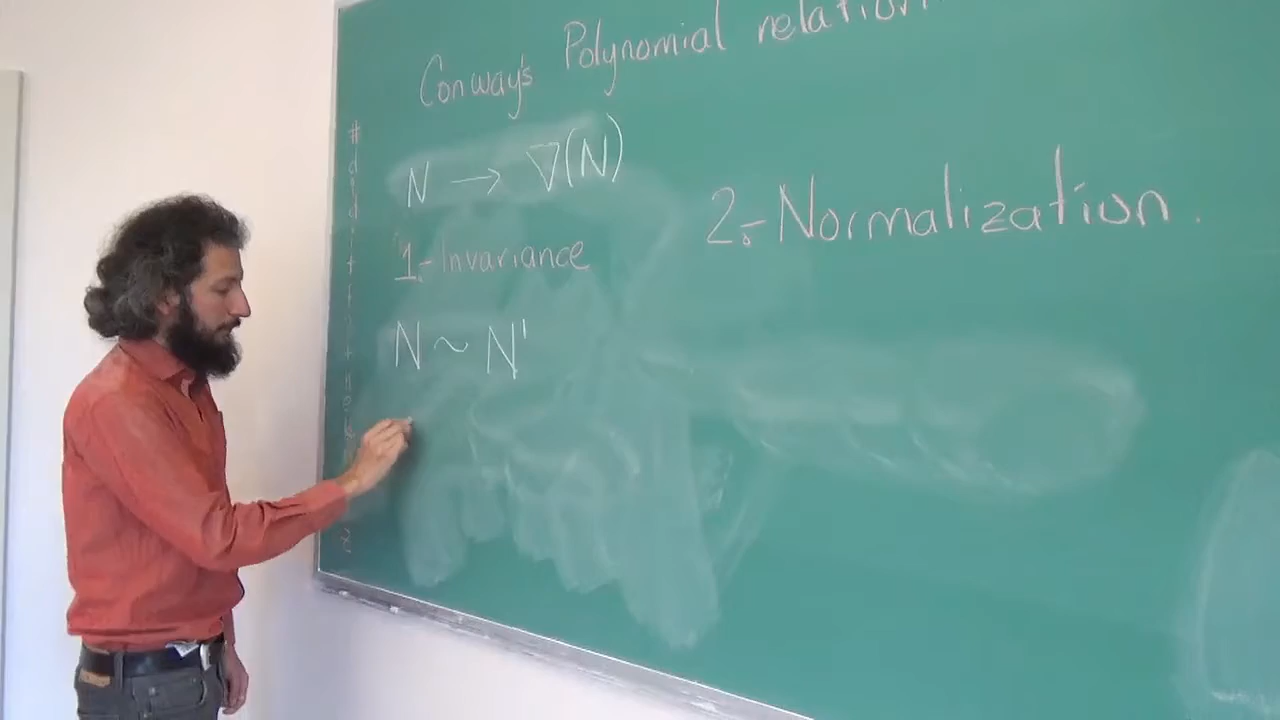 Conway's Polynomial relation
N → ∇(N)
1.- Invariance
N ~ N'
2.- Normalization.